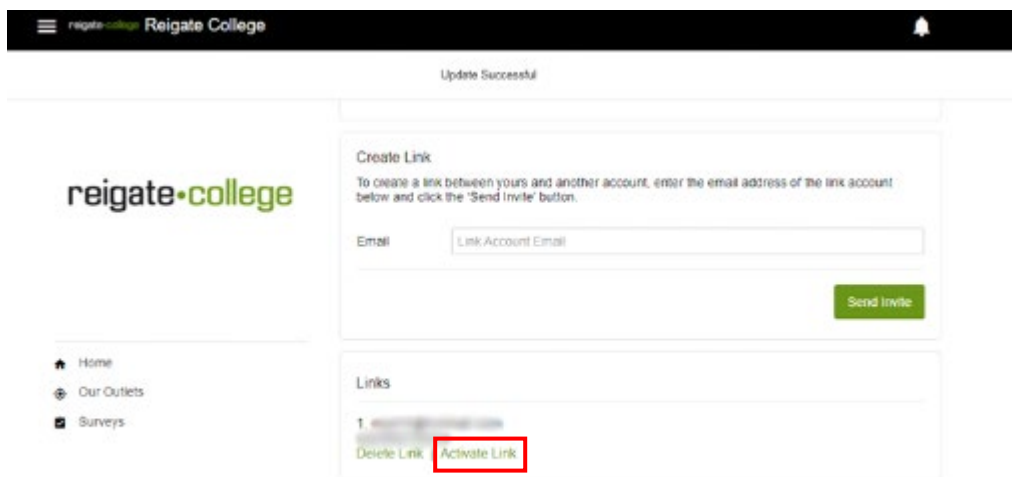 reigate-college Reigate College
Update Successful
reigate•college
Create Link
To create a link between yours and another account, enter the email address of the link account
below and click the 'Send Invite' button.
Email Link Account Email
Send Invite
Home
Our Outlets
Surveys
Links
1.
Delete Link | Activate Link